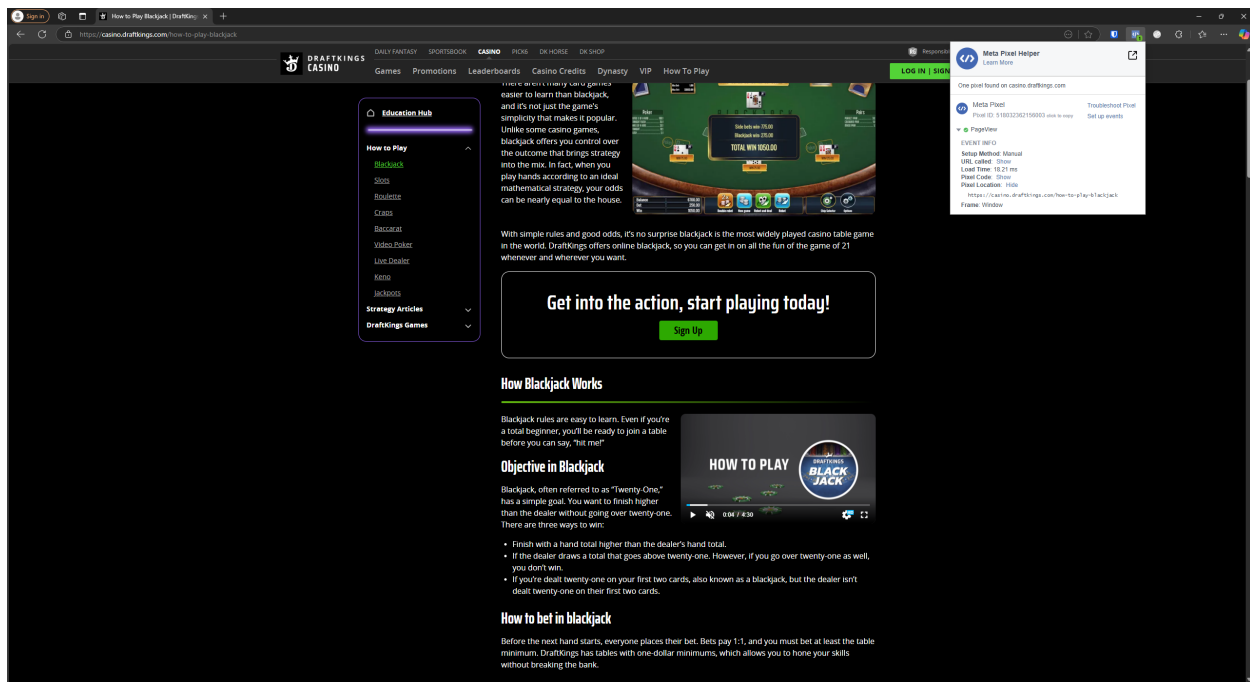 Sign in
How to Play Blackjack | DraftKing
https://casino.draftkings.com/how-to-play-blackjack
DRAFTKINGS
CASINO
DAILY FANTASY SPORTSBOOK CASINO PICK6 DK HORSE DK SHOP
Games Promotions Leaderboards Casino Credits Dynasty VIP How To Play
LOG IN | SIGN
Meta Pixel Helper
Learn More
One pixel found on casino.draftkings.com
Meta Pixel
Troubleshoot Pixel
Pixel ID: 518032302150003 click to copy
Set up events
PageView
EVENT INFO
Setup Method: Manual
URL called: Show
Load Time: 18.21 ms
Pixel Code: Show
Pixel Location: Hide
https://casino.draftkings.com/how-to-play-blackjack
Frame: Window
Education Hub
How to Play
Blackjack
Slots
Roulette
Craps
Baccarat
Video Poker
Live Dealer
Keno
Jackpots
Strategy Articles
DraftKings Games
There aren't many card games
easier to learn than blackjack,
and it's not just the game's
simplicity that makes it popular.
Unlike some casino games,
blackjack offers you control over
the outcome that brings strategy
into the mix. In fact, when you
play hands according to an ideal
mathematical strategy, your odds
can be nearly equal to the house.
Side bets win 775.00
Blackjack win 275.00
TOTAL WIN 1050.00
With simple rules and good odds, it's no surprise blackjack is the most widely played casino table game
in the world. DraftKings offers online blackjack, so you can get in on all the fun of the game of 21
whenever and wherever you want.
Get into the action, start playing today!
Sign Up
How Blackjack Works
Blackjack rules are easy to learn. Even if you're
a total beginner, you'll be ready to join a table
before you can say, "hit me!"
Objective in Blackjack
Blackjack, often referred to as "Twenty-One,"
has a simple goal. You want to finish higher
than the dealer without going over twenty-one.
There are three ways to win:
HOW TO PLAY
DRAFTKINGS
BLACK
JACK
0:04 / 4:30
• Finish with a hand total higher than the dealer's hand total.
• If the dealer draws a total that goes above twenty-one. However, if you go over twenty-one as well,
you don't win.
• If you're dealt twenty-one on your first two cards, also known as a blackjack, but the dealer isn't
dealt twenty-one on their first two cards.
How to bet in blackjack
Before the next hand starts, everyone places their bet. Bets pay 1:1, and you must bet at least the table
minimum. DraftKings has tables with one-dollar minimums, which allows you to hone your skills
without breaking the bank.